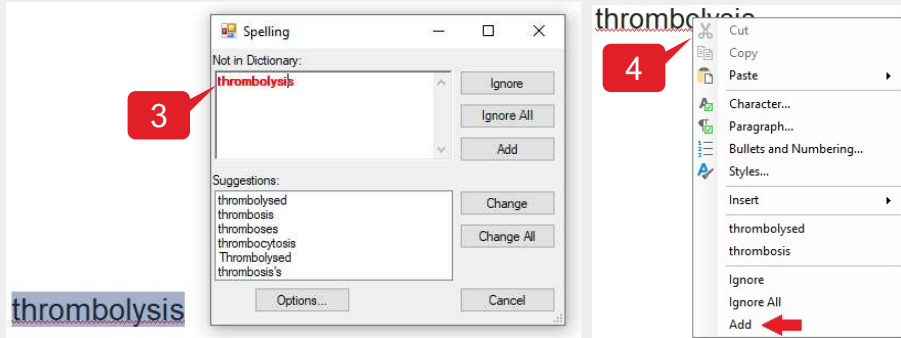 Spelling
Not in Dictionary:
thrombolysis
Ignore
Ignore All
Add
Suggestions:
thrombolysed
thrombosis
thromboses
thrombocytosis
Thrombolysed
thrombosis's
Change
Change All
Options...
Cancel
3
thrombolysis
thrombolysis
4
Cut
Copy
Paste
Character...
Paragraph...
Bullets and Numbering...
Styles...
Insert
thrombolysed
thrombosis
Ignore
Ignore All
Add